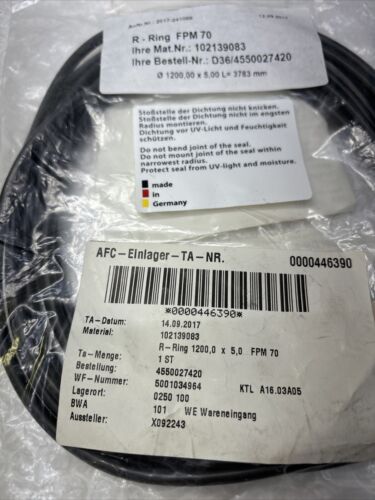 R - Ring FPM 70
Ihre Mat.Nr.: 102139083
Ihre Bestell-Nr.: D36/4550027420
Ø 1200,00 x 5,00 L= 3783 mm
Stoßstelle der Dichtung nicht knicken.
Stoßstelle der Dichtung nicht im engsten
Radius montieren.
Dichtung vor UV-Licht und Feuchtigkeit
schützen.
Do not bend joint of the seal.
Do not mount joint of the seal within
narrowest radius.
Protect seal from UV-light and moisture.
made
in
Germany
AFC-Einlager-TA-NR. 0000446390
*0000446390*
TA-Datum: 14.09.2017
Material: 102139083
R-Ring 1200,0 x 5,0 FPM 70
Ta-Menge: 1 ST
Bestellung: 4550027420
WF-Nummer: 5001034964 KTL A16.03A05
Lagerort: 0250 100
BWA 101 WE Wareneingang
Aussteller: X092243